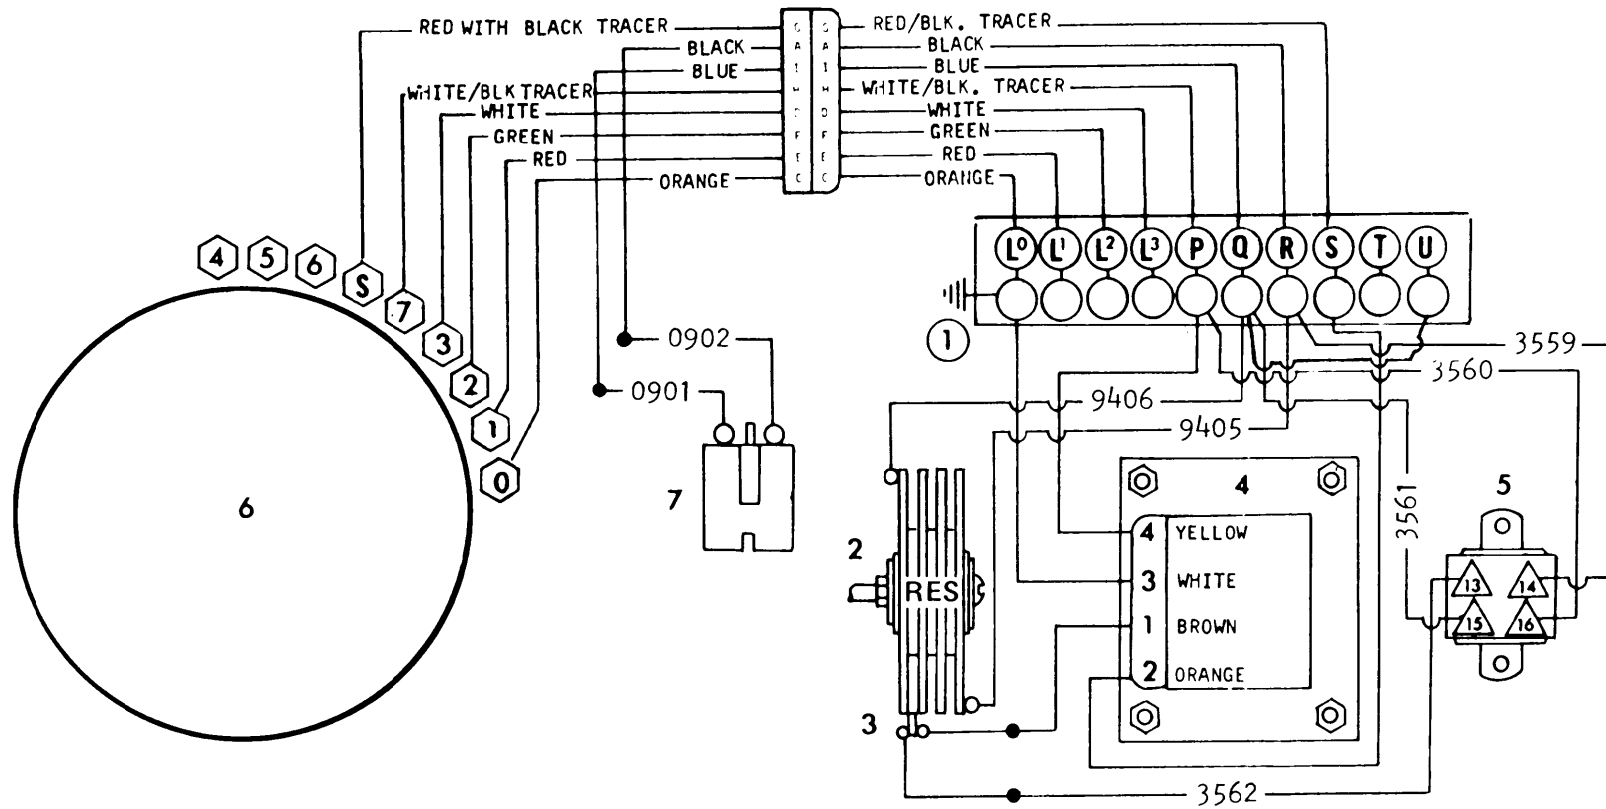 RED WITH BLACK TRACER
BLACK
BLUE
WHITE/BLK TRACER
WHITE
GREEN
RED
ORANGE
RED/BLK. TRACER
BLACK
BLUE
WHITE/BLK. TRACER
WHITE
GREEN
RED
ORANGE
L0 L1 L2 L3 P Q R S T U
1
4 5 6 S 7 3 2 1 0
6
0902
0901
7
3559
3560
9406
9405
3561
2
RES
3
4
4 YELLOW
3 WHITE
1 BROWN
2 ORANGE
5
13 14
15 16
3562